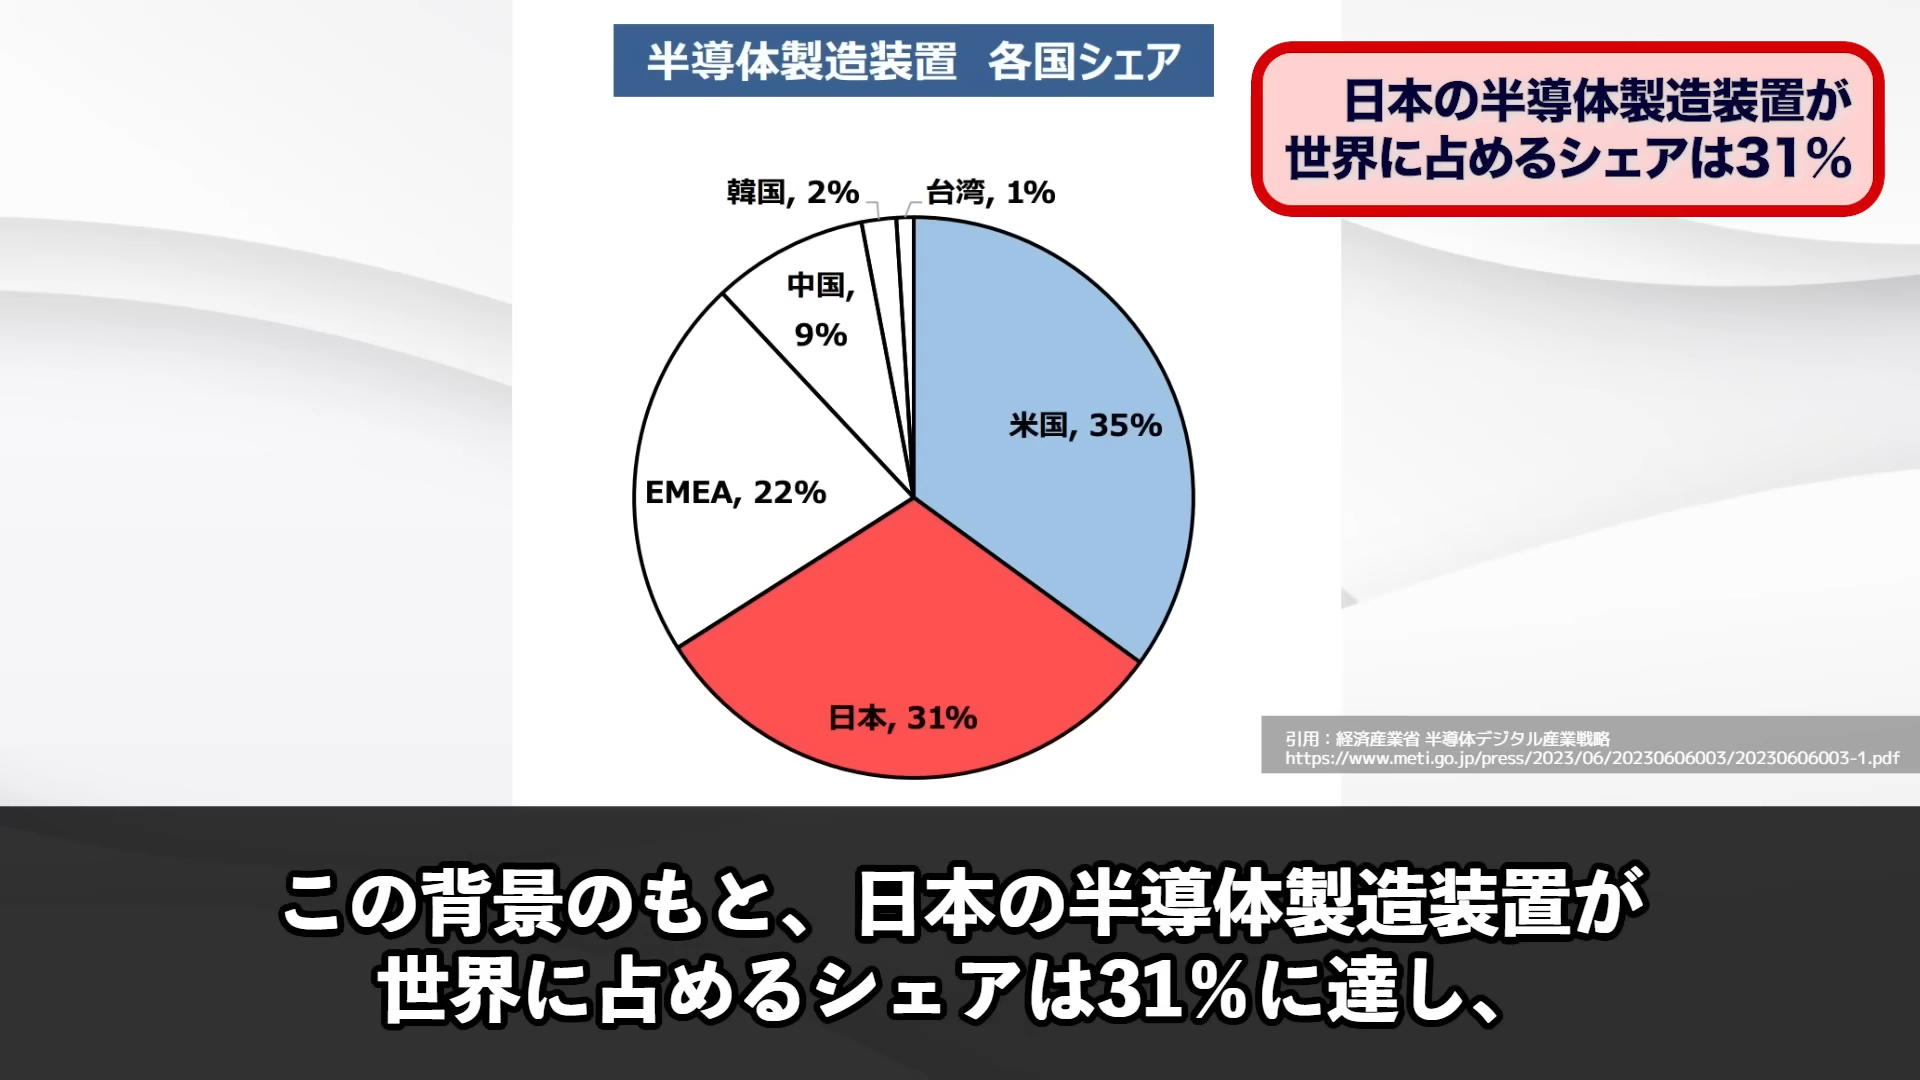 半導体製造装置　各国シェア
日本の半導体製造装置が
世界に占めるシェアは31%
韓国, 2%
台湾, 1%
中国,
9%
米国, 35%
EMEA, 22%
日本, 31%
引用：経済産業省 半導体デジタル産業戦略
https://www.meti.go.jp/press/2023/06/20230606003/20230606003-1.pdf
この背景のもと、日本の半導体製造装置が
世界に占めるシェアは31%に達し、